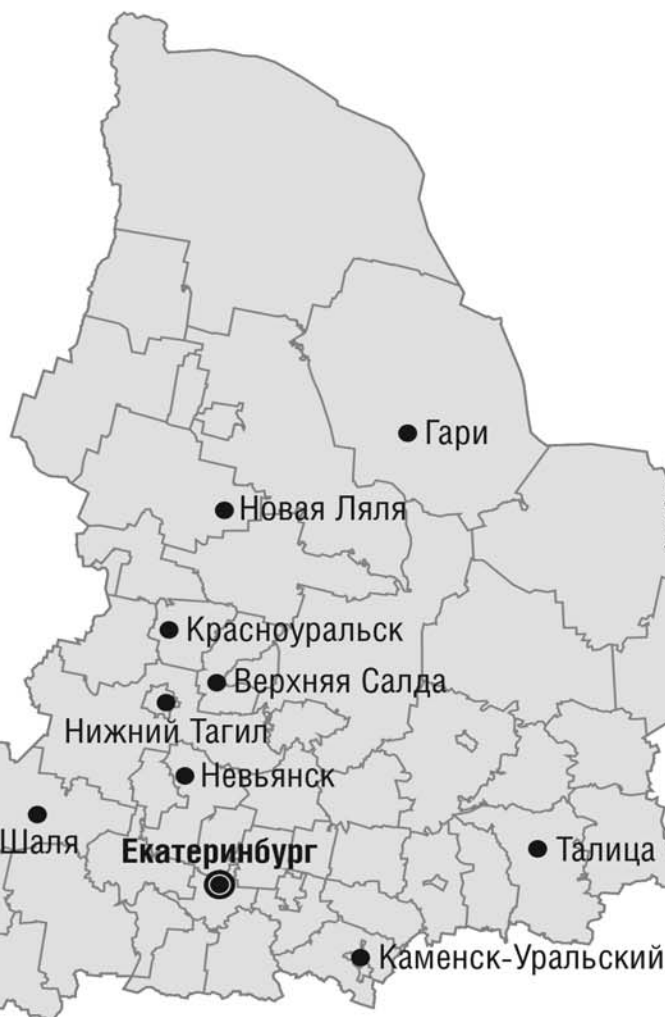 Гари
Новая Ляля
Красноуральск
Верхняя Салда
Нижний Тагил
Невьянск
Шаля
Екатеринбург
Талица
Каменск-Уральский